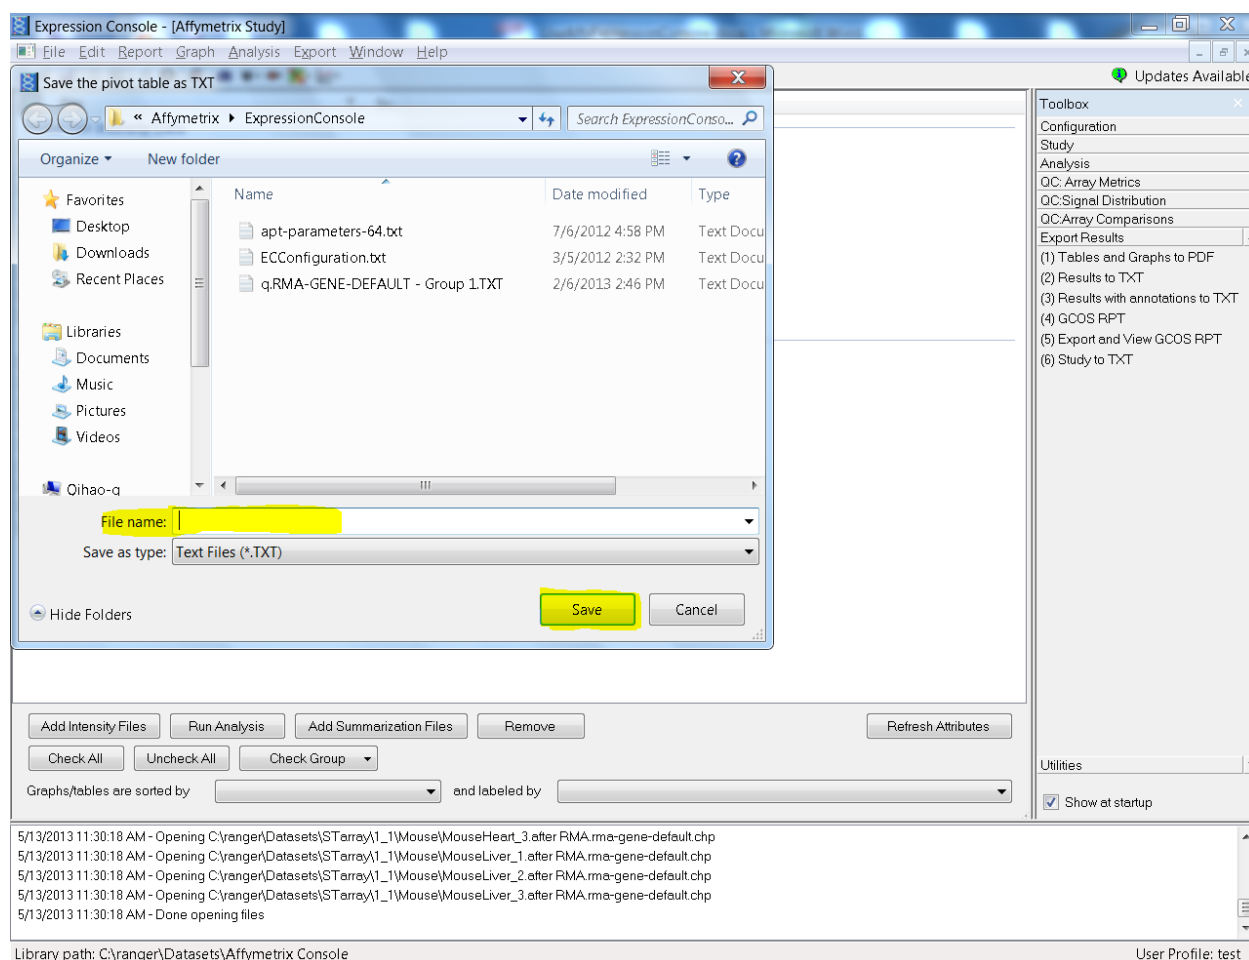 Expression Console - [Affymetrix Study]
File Edit Report Graph Analysis Export Window Help
Save the pivot table as TXT
Updates Available
« Affymetrix ▸ ExpressionConsole
Search ExpressionConso...
Organize
New folder
Name Date modified Type
Favorites
Desktop
Downloads
Recent Places
Libraries
Documents
Music
Pictures
Videos
Qihao-q
apt-parameters-64.txt 7/6/2012 4:58 PM Text Docu
ECConfiguration.txt 3/5/2012 2:32 PM Text Docu
q.RMA-GENE-DEFAULT - Group 1.TXT 2/6/2013 2:46 PM Text Docu
File name:
Save as type: Text Files (*.TXT)
Hide Folders
Save
Cancel
Toolbox
Configuration
Study
Analysis
QC: Array Metrics
QC:Signal Distribution
QC:Array Comparisons
Export Results
(1) Tables and Graphs to PDF
(2) Results to TXT
(3) Results with annotations to TXT
(4) GCOS RPT
(5) Export and View GCOS RPT
(6) Study to TXT
Utilities
Show at startup
Add Intensity Files Run Analysis Add Summarization Files Remove Refresh Attributes
Check All Uncheck All Check Group
Graphs/tables are sorted by and labeled by
5/13/2013 11:30:18 AM - Opening C:\ranger\Datasets\STarray\1_1\Mouse\MouseHeart_3.after RMA.rma-gene-default.chp
5/13/2013 11:30:18 AM - Opening C:\ranger\Datasets\STarray\1_1\Mouse\MouseLiver_1.after RMA.rma-gene-default.chp
5/13/2013 11:30:18 AM - Opening C:\ranger\Datasets\STarray\1_1\Mouse\MouseLiver_2.after RMA.rma-gene-default.chp
5/13/2013 11:30:18 AM - Opening C:\ranger\Datasets\STarray\1_1\Mouse\MouseLiver_3.after RMA.rma-gene-default.chp
5/13/2013 11:30:18 AM - Done opening files
Library path: C:\ranger\Datasets\Affymetrix Console
User Profile: test